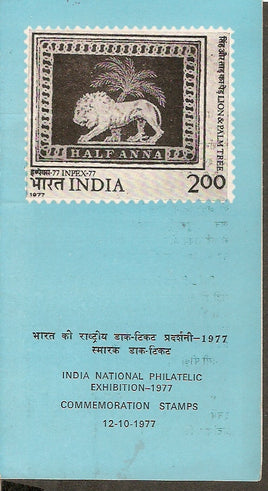 HALF ANNA
सिंह और ताड़ का पेड़ LION & PALM TREE
इनपेक्स-77 INPEX-77
भारत INDIA
2.00
1977
भारत की राष्ट्रीय डाक-टिकट प्रदर्शनी-1977
स्मारक डाक-टिकट
INDIA NATIONAL PHILATELIC
EXHIBITION-1977
COMMEMORATION STAMPS
12-10-1977